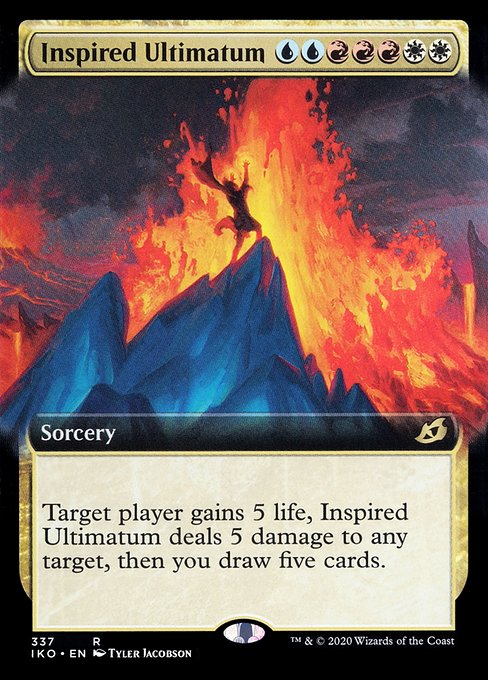 Inspired Ultimatum
Sorcery
Target player gains 5 life, Inspired
Ultimatum deals 5 damage to any
target, then you draw five cards.
337 R
IKO • EN Tyler Jacobson
™ & © 2020 Wizards of the Coast